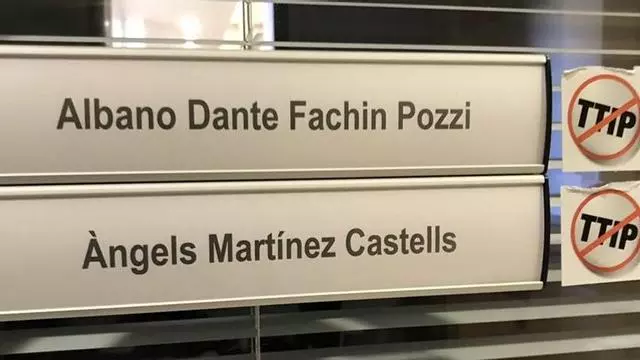 Albano Dante Fachin Pozzi
TTIP
Àngels Martínez Castells
TTIP